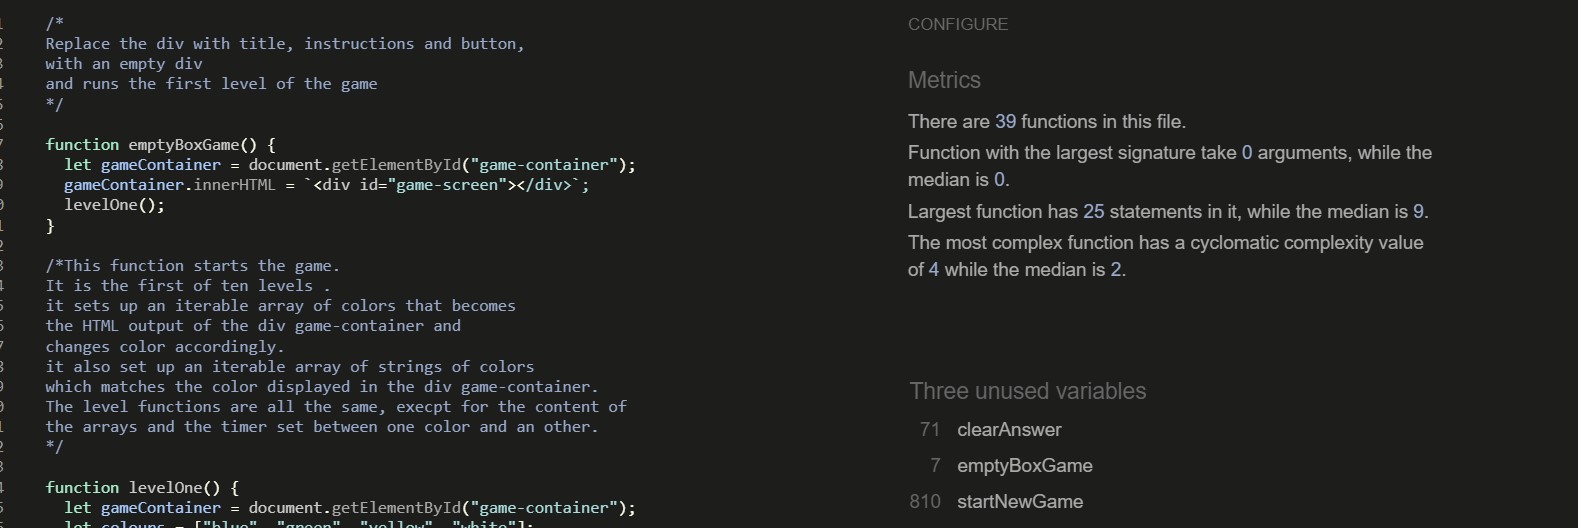 /*
Replace the div with title, instructions and button,
with an empty div
and runs the first level of the game
*/
function emptyBoxGame() {
let gameContainer = document.getElementById("game-container");
gameContainer.innerHTML = `<div id="game-screen"></div>`;
levelOne();
}
/*This function starts the game.
It is the first of ten levels .
it sets up an iterable array of colors that becomes
the HTML output of the div game-container and
changes color accordingly.
it also set up an iterable array of strings of colors
which matches the color displayed in the div game-container.
The level functions are all the same, execpt for the content of
the arrays and the timer set between one color and an other.
*/
function levelOne() {
let gameContainer = document.getElementById("game-container");
let colours = ["blue", "green", "yellow", "white"];
CONFIGURE
Metrics
There are 39 functions in this file.
Function with the largest signature take 0 arguments, while the
median is 0.
Largest function has 25 statements in it, while the median is 9.
The most complex function has a cyclomatic complexity value
of 4 while the median is 2.
Three unused variables
71 clearAnswer
7 emptyBoxGame
810 startNewGame